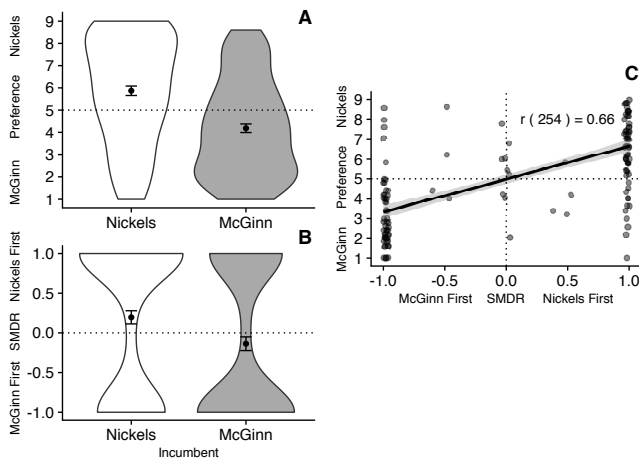 A
9
8
7
6
5
4
3
2
1
McGinn Preference Nickels
Nickels McGinn
B
1.0
0.5
0.0
-0.5
-1.0
McGinn First SMDR Nickels First
Nickels McGinn
Incumbent
C
9
8
7
6
5
4
3
2
1
McGinn Preference Nickels
r ( 254 ) = 0.66
-1.0 -0.5 0.0 0.5 1.0
McGinn First SMDR Nickels First